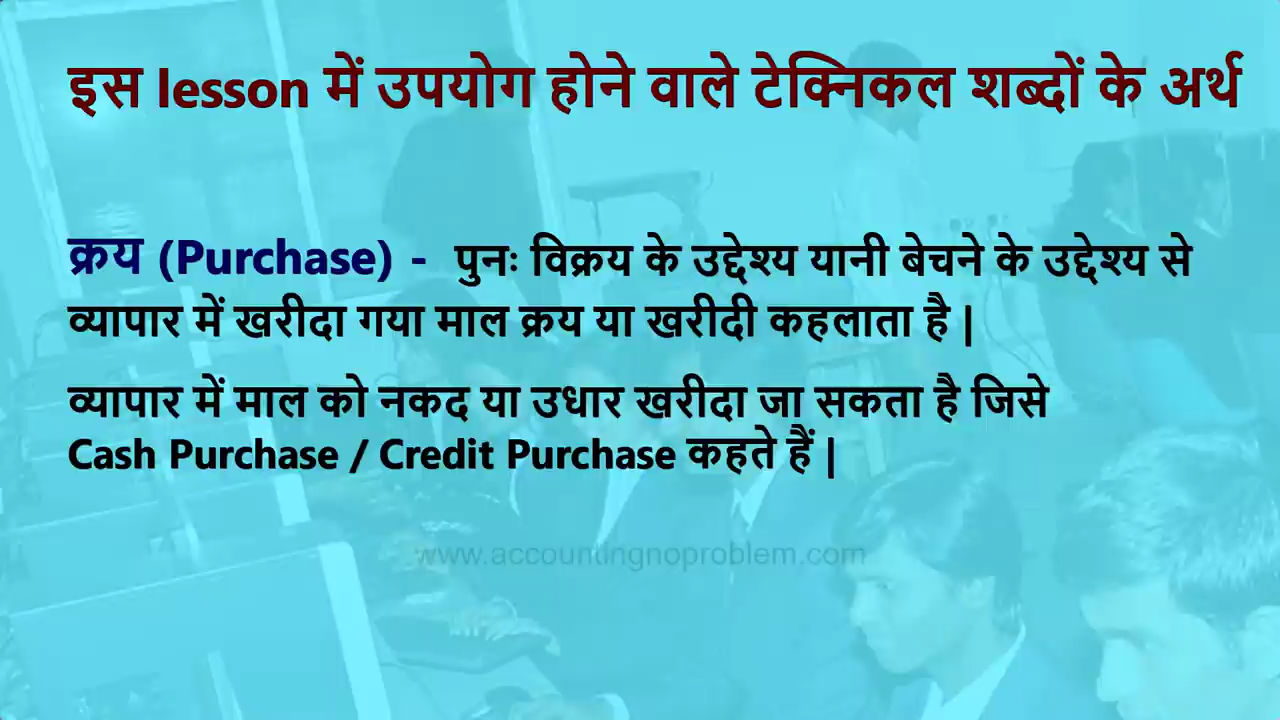 इस lesson में उपयोग होने वाले टेक्निकल शब्दों के अर्थ
क्रय (Purchase) - पुनः विक्रय के उद्देश्य यानी बेचने के उद्देश्य से
व्यापार में खरीदा गया माल क्रय या खरीदी कहलाता है |
व्यापार में माल को नकद या उधार खरीदा जा सकता है जिसे
Cash Purchase / Credit Purchase कहते हैं |
www.accountingnoproblem.com